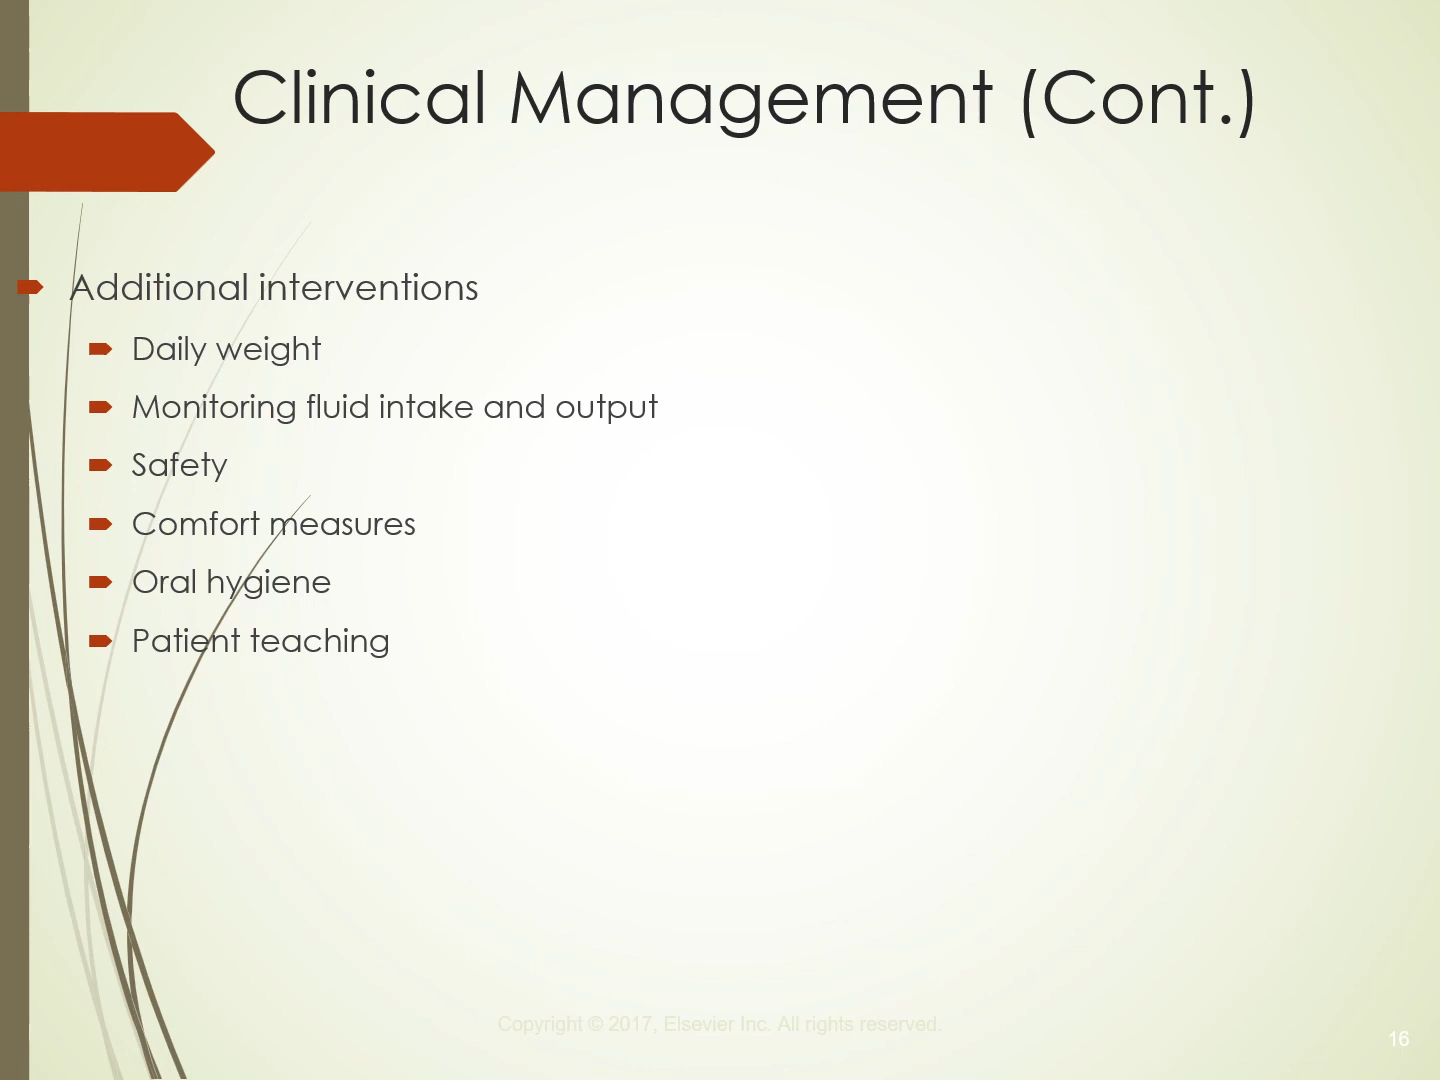 Clinical Management (Cont.)
Additional interventions
Daily weight
Monitoring fluid intake and output
Safety
Comfort measures
Oral hygiene
Patient teaching
Copyright © 2017, Elsevier Inc. All rights reserved.
16